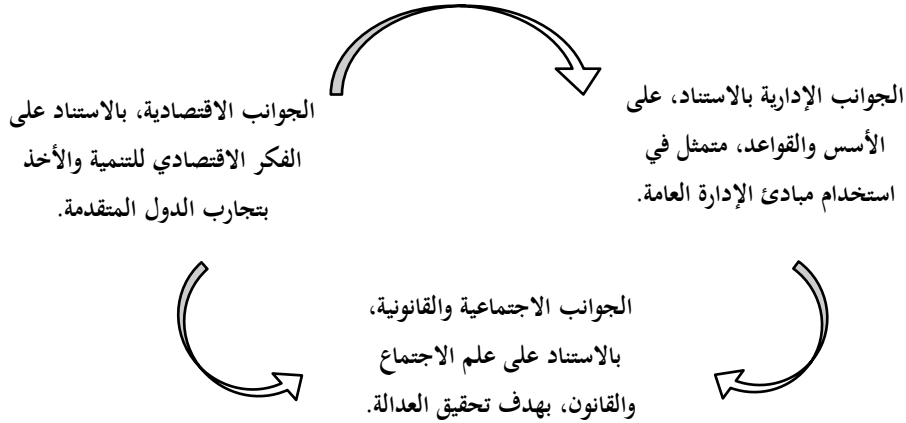 الجوانب الإدارية بالاستناد، على
الأسس والقواعد، متمثل في
استخدام مبادئ الإدارة العامة.
الجوانب الاقتصادية، بالاستناد على
الفكر الاقتصادي للتنمية والأخذ
بتجارب الدول المتقدمة.
الجوانب الاجتماعية والقانونية،
بالاستناد على علم الاجتماع
والقانون، بهدف تحقيق العدالة.